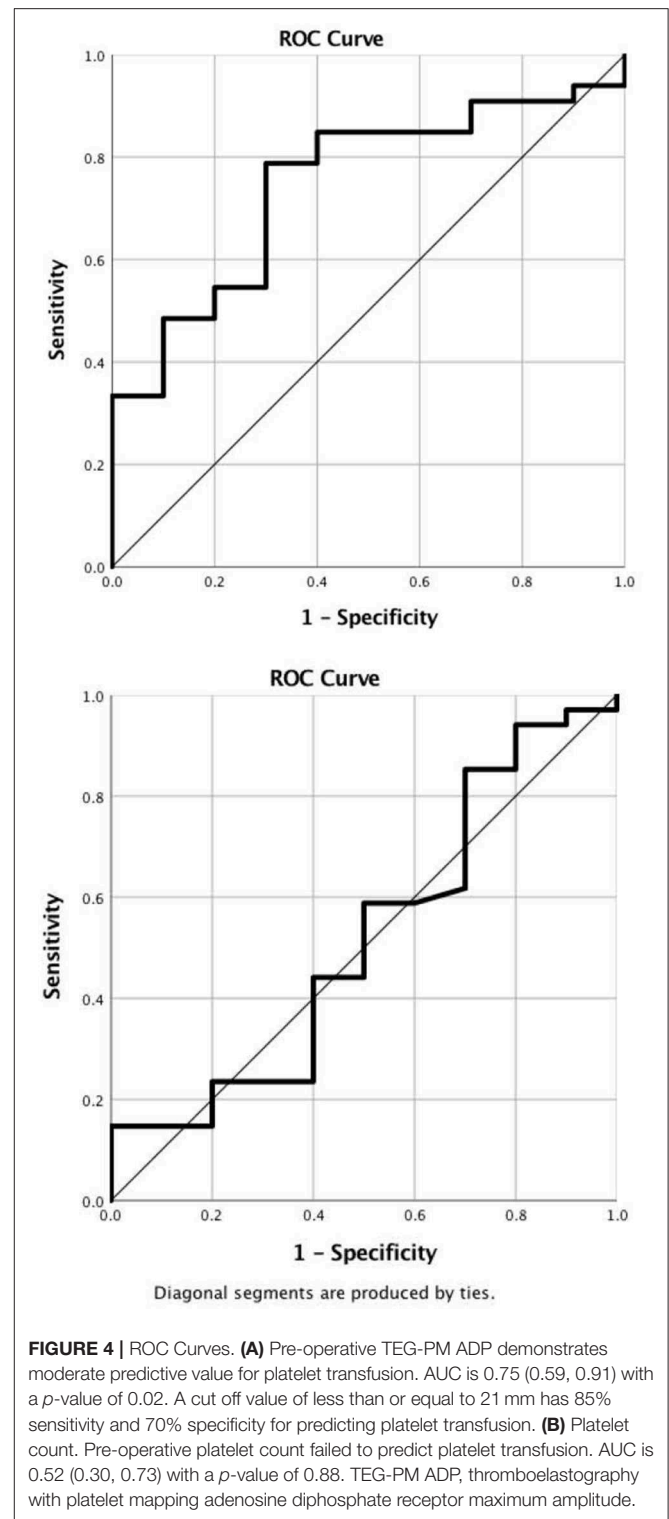 ROC Curve
1.0
0.8
0.6
0.4
0.2
0.0
Sensitivity
0.0 0.2 0.4 0.6 0.8 1.0
1 – Specificity
ROC Curve
1.0
0.8
0.6
0.4
0.2
0.0
Sensitivity
0.0 0.2 0.4 0.6 0.8 1.0
1 – Specificity
Diagonal segments are produced by ties.
FIGURE 4 | ROC Curves. (A) Pre-operative TEG-PM ADP demonstrates
moderate predictive value for platelet transfusion. AUC is 0.75 (0.59, 0.91) with
a p-value of 0.02. A cut off value of less than or equal to 21 mm has 85%
sensitivity and 70% specificity for predicting platelet transfusion. (B) Platelet
count. Pre-operative platelet count failed to predict platelet transfusion. AUC is
0.52 (0.30, 0.73) with a p-value of 0.88. TEG-PM ADP, thromboelastography
with platelet mapping adenosine diphosphate receptor maximum amplitude.